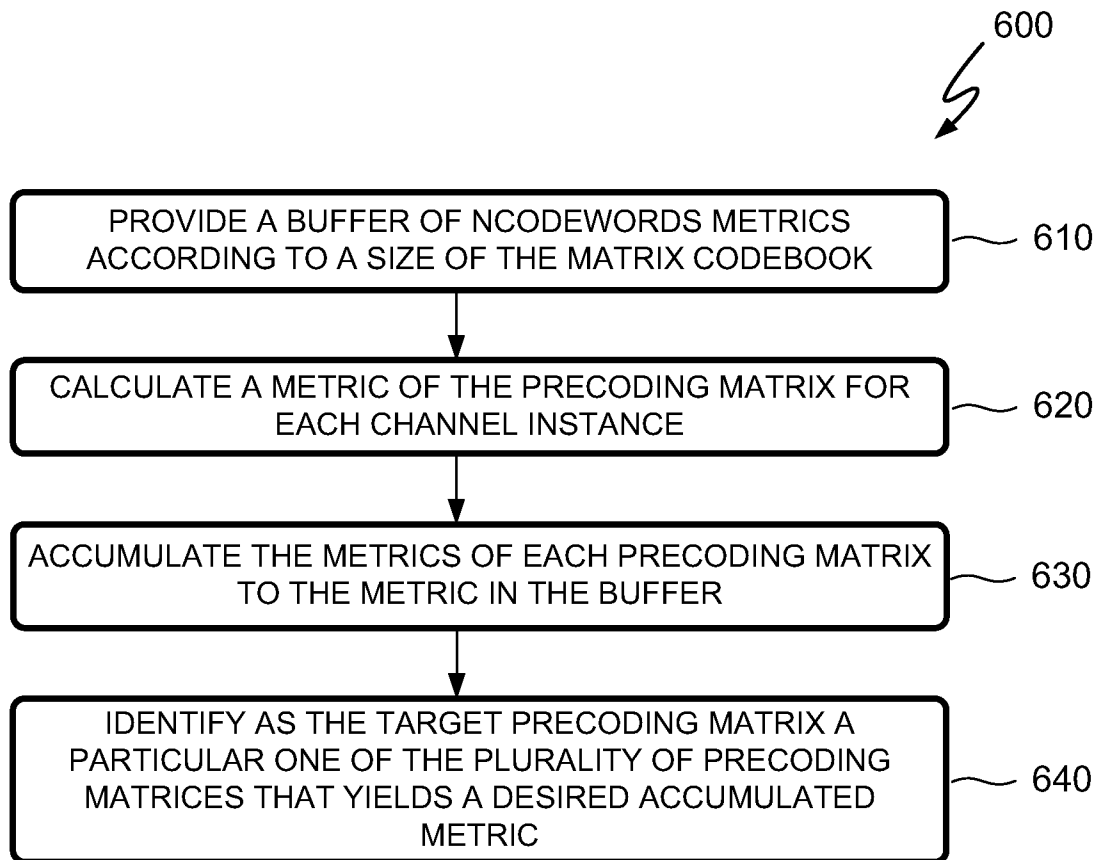 600
PROVIDE A BUFFER OF NCODEWORDS METRICS
ACCORDING TO A SIZE OF THE MATRIX CODEBOOK
610
CALCULATE A METRIC OF THE PRECODING MATRIX FOR
EACH CHANNEL INSTANCE
620
ACCUMULATE THE METRICS OF EACH PRECODING MATRIX
TO THE METRIC IN THE BUFFER
630
IDENTIFY AS THE TARGET PRECODING MATRIX A
PARTICULAR ONE OF THE PLURALITY OF PRECODING
MATRICES THAT YIELDS A DESIRED ACCUMULATED
METRIC
640